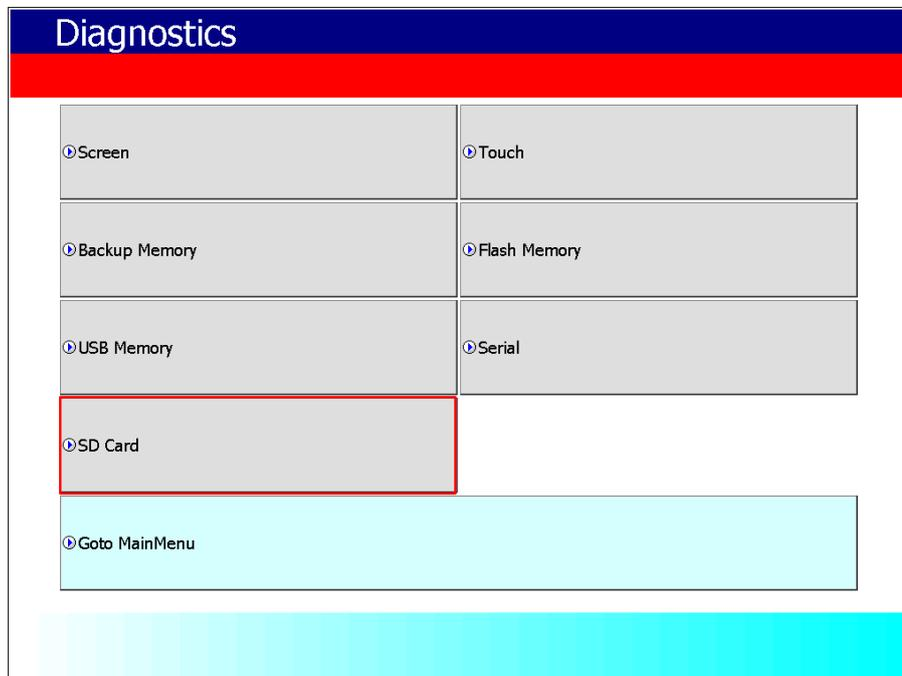 Diagnostics
Screen
Touch
Backup Memory
Flash Memory
USB Memory
Serial
SD Card
Goto MainMenu